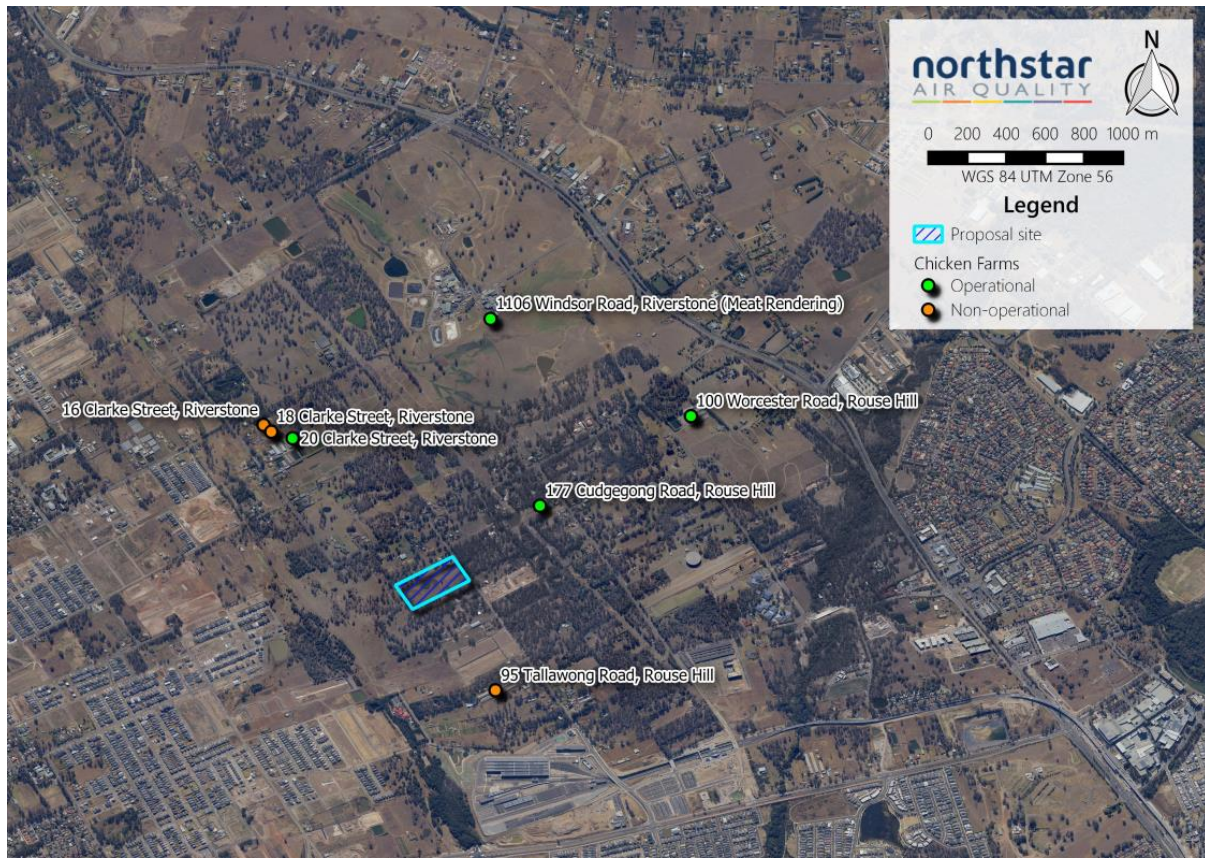 northstar
AIR QUALITY
N
0 200 400 600 800 1000 m
WGS 84 UTM Zone 56
Legend
Proposal site
Chicken Farms
Operational
Non-operational
1106 Windsor Road, Riverstone (Meat Rendering)
100 Worcester Road, Rouse Hill
16 Clarke Street, Riverstone
18 Clarke Street, Riverstone
20 Clarke Street, Riverstone
177 Cudgegong Road, Rouse Hill
95 Tallawong Road, Rouse Hill